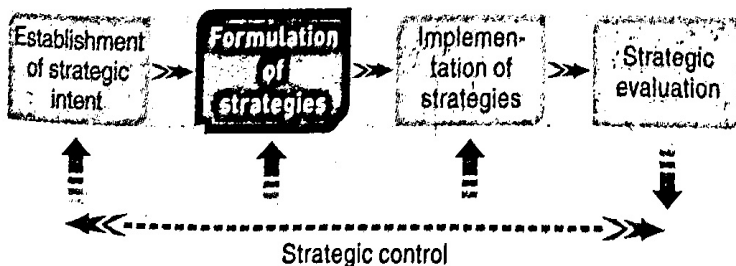 Establishment
of strategic
intent
Formulation
of
strategies
Implemen-
tation of
strategies
Strategic
evaluation
Strategic control